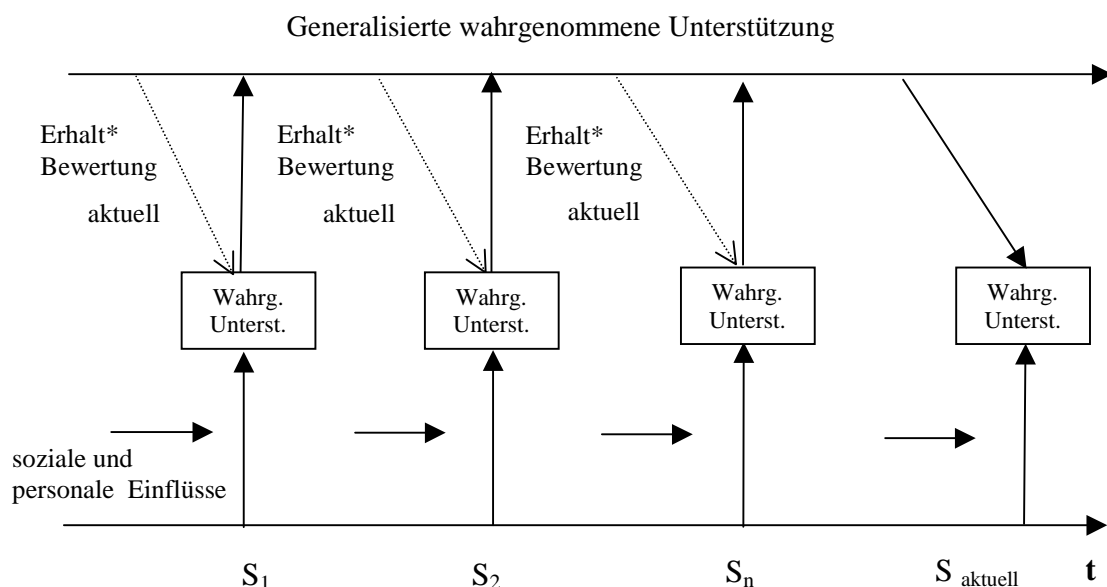 Generalisierte wahrgenommene Unterstützung
Erhalt*
Bewertung
aktuell
Erhalt*
Bewertung
aktuell
Erhalt*
Bewertung
aktuell
Wahrg.
Unterst.
Wahrg.
Unterst.
Wahrg.
Unterst.
Wahrg.
Unterst.
soziale und
personale Einflüsse
S1
S2
Sn
S aktuell
t